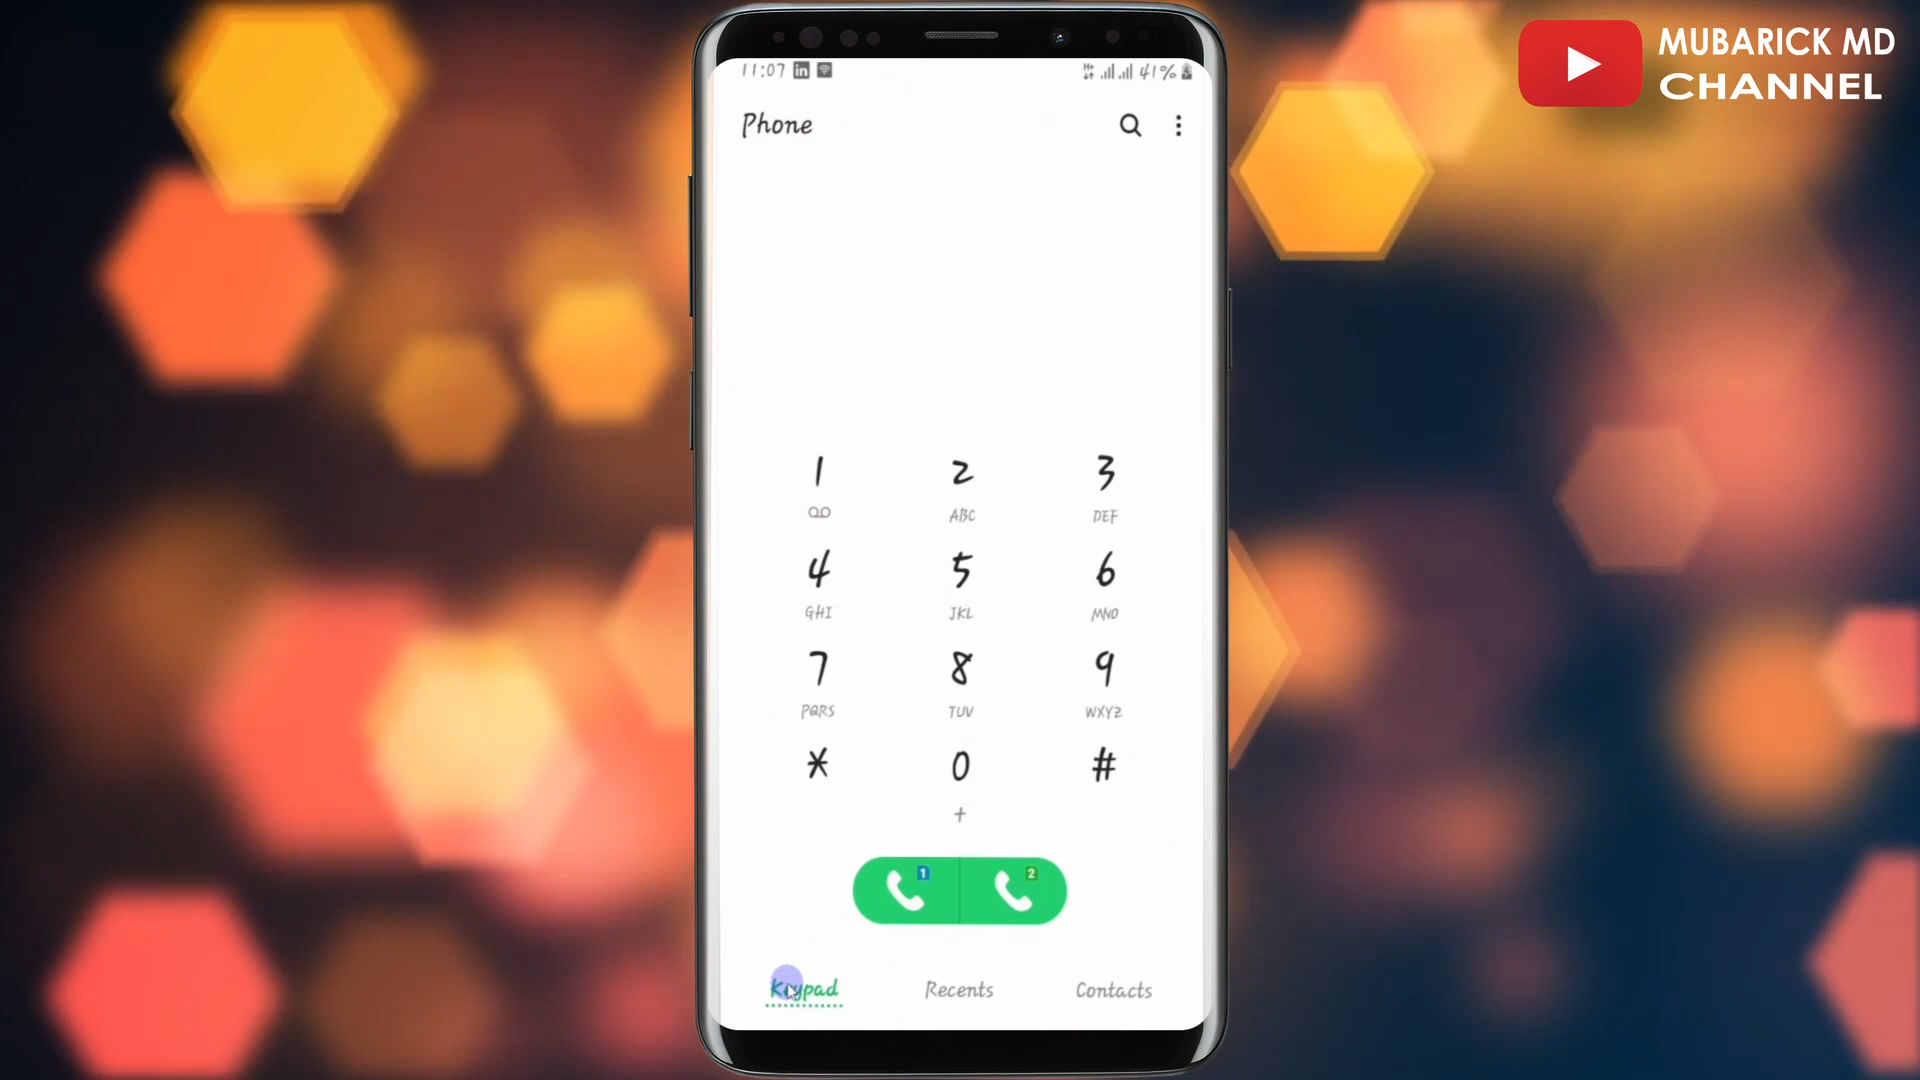 MUBARICK MD
CHANNEL
11:07 in 41%
Phone
1 2 3
ABC DEF
4 5 6
GHI JKL MNO
7 8 9
PQRS TUV WXYZ
* 0 #
+
1 2
Keypad Recents Contacts